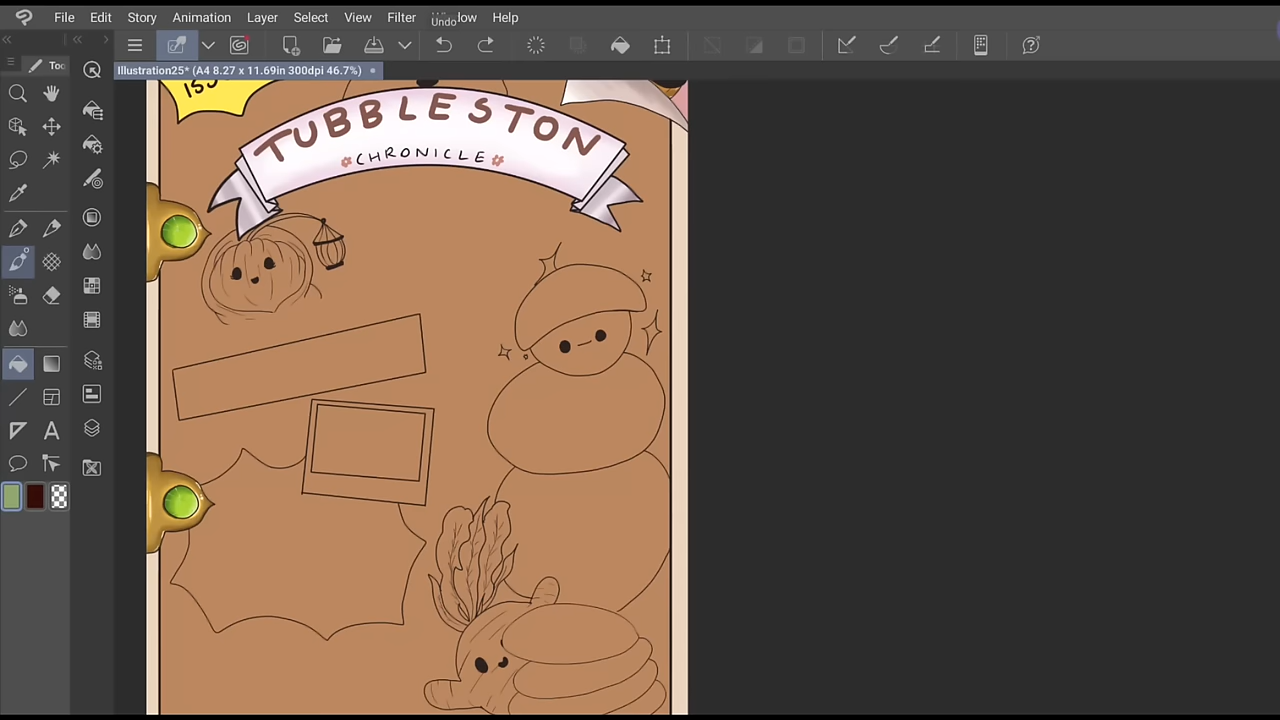 File Edit Story Animation Layer Select View Filter Help
Undo
Illustration25* (A4 8.27 x 11.69in 300dpi 46.7%)
TUBBLESTON
CHRONICLE